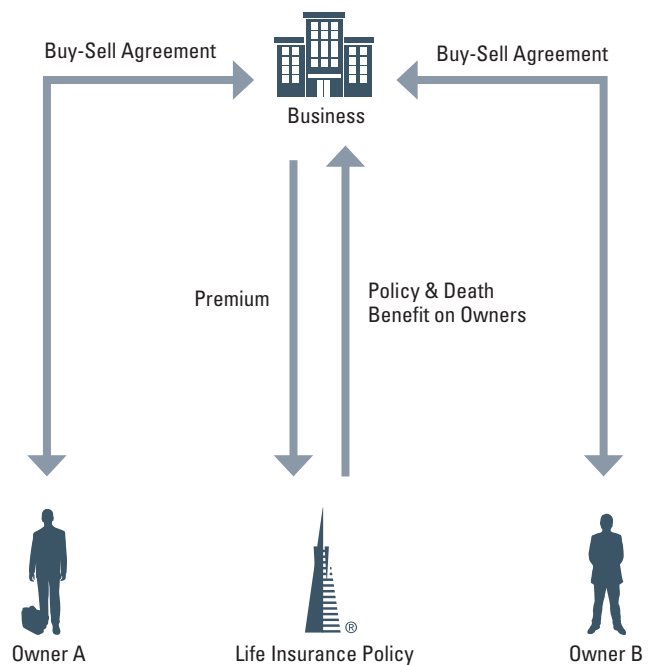 Buy-Sell Agreement
Buy-Sell Agreement
Business
Premium
Policy & Death
Benefit on Owners
®
Owner A
Life Insurance Policy
Owner B